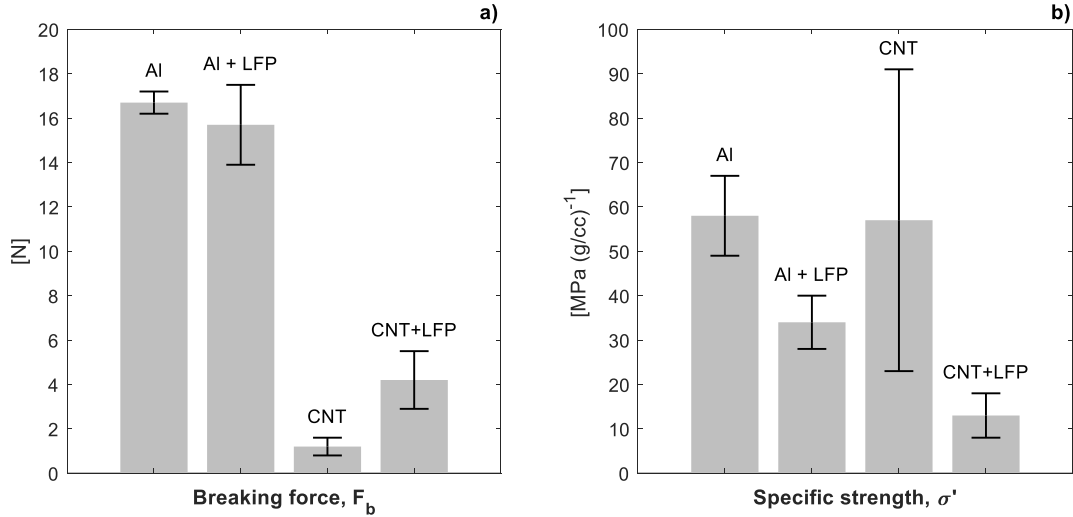 a)
20
18
16
14
12
10
8
6
4
2
0
[N]
Al
Al + LFP
CNT
CNT+LFP
Breaking force, F_b
b)
100
90
80
70
60
50
40
30
20
10
0
[MPa (g/cc)⁻¹]
Al
Al + LFP
CNT
CNT+LFP
Specific strength, σ'